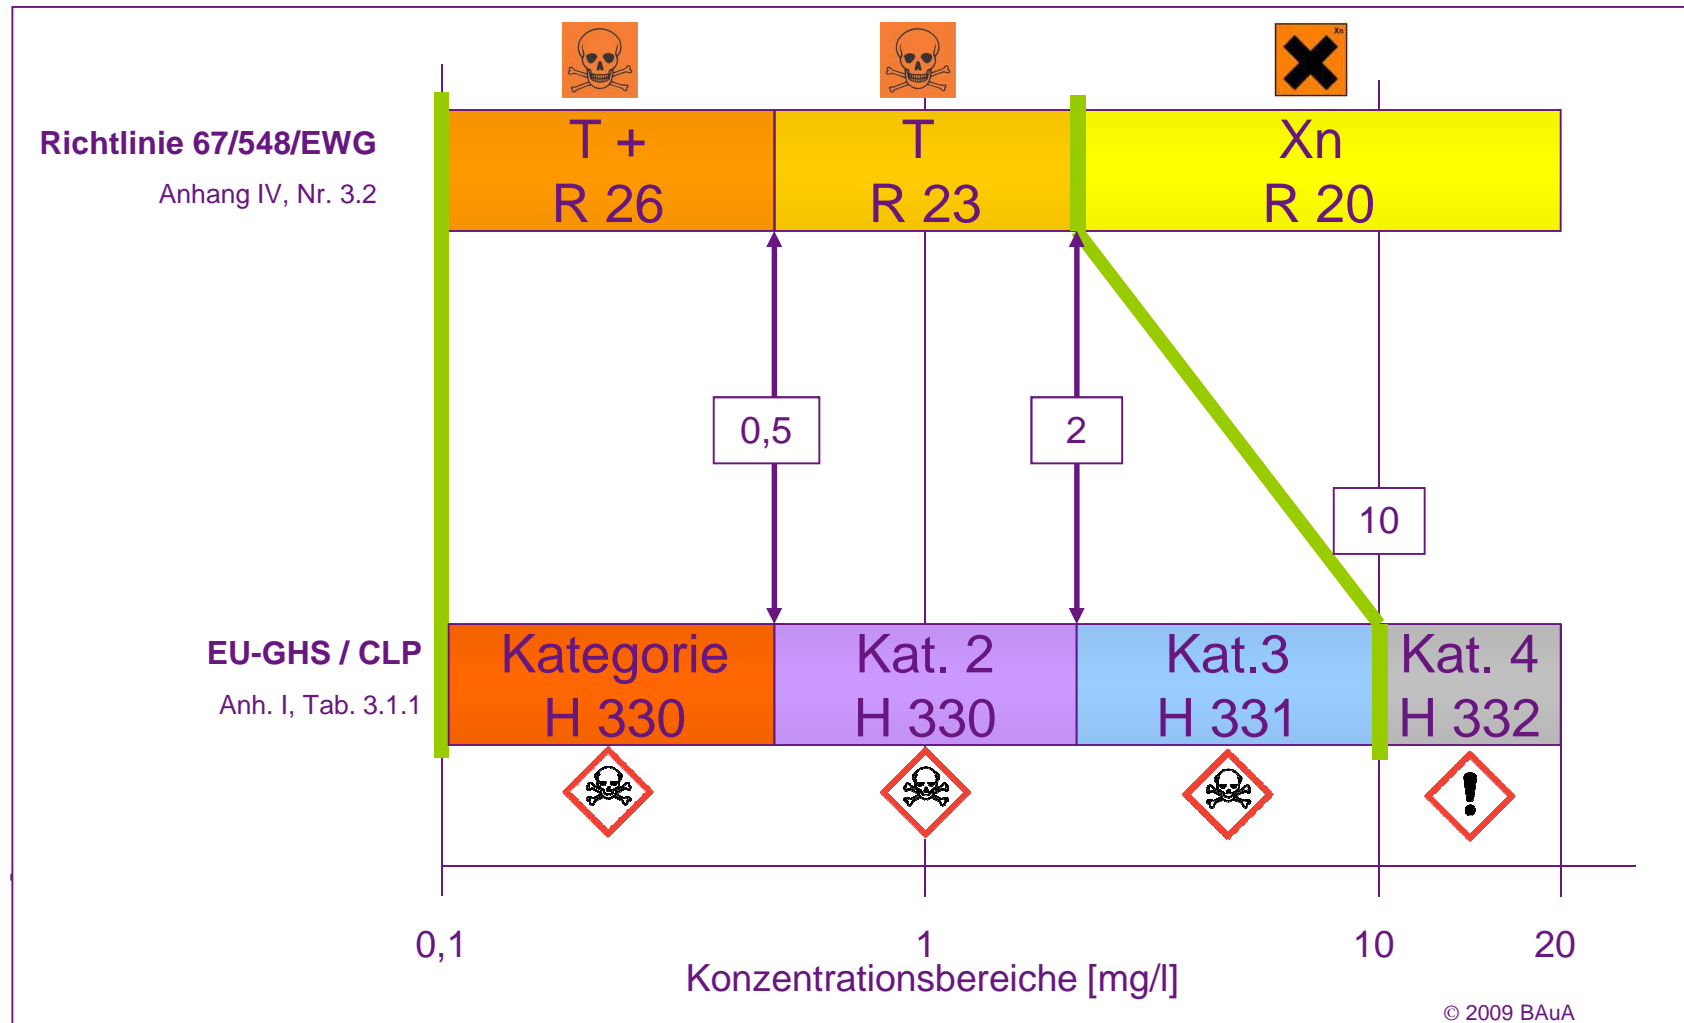 Xn
Richtlinie 67/548/EWG
Anhang IV, Nr. 3.2
T +
R 26
T
R 23
Xn
R 20
0,5
2
10
EU-GHS / CLP
Anh. I, Tab. 3.1.1
Kategorie
H 330
Kat. 2
H 330
Kat.3
H 331
Kat. 4
H 332
0,1
1
10
20
Konzentrationsbereiche [mg/l]
© 2009 BAuA